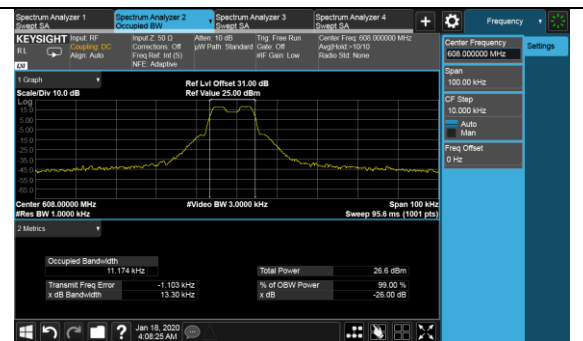 Spectrum Analyzer 1
Swept SA
Spectrum Analyzer 2
Occupied BW
Spectrum Analyzer 3
Swept SA
Spectrum Analyzer 4
Swept SA
+
Frequency
KEYSIGHT
RL
LXI
Input: RF
Coupling: DC
Align: Auto
Input Z: 50 Ω
Corrections: Off
Freq Ref: Int (S)
NFE: Adaptive
Atten: 10 dB
µW Path: Standard
Trig: Free Run
Gate: Off
#IF Gain: Low
Center Freq: 608.000000 MHz
Avg|Hold:>10/10
Radio Std: None
Center Frequency
608.000000 MHz
Settings
Span
100.00 kHz
CF Step
10.000 kHz
Auto
Man
Freq Offset
0 Hz
1 Graph
Scale/Div 10.0 dB
Ref Lvl Offset 31.00 dB
Ref Value 25.00 dBm
Log
15.0
5.00
-5.00
-15.0
-25.0
-35.0
-45.0
-55.0
-65.0
Center 608.00000 MHz
#Video BW 3.0000 kHz
Span 100 kHz
#Res BW 1.0000 kHz
Sweep 95.6 ms (1001 pts)
2 Metrics
Occupied Bandwidth
11.174 kHz
Total Power 26.6 dBm
Transmit Freq Error -1.103 kHz
% of OBW Power 99.00 %
x dB Bandwidth 13.30 kHz
x dB -26.00 dB
?
Jan 18, 2020
4:08:25 AM